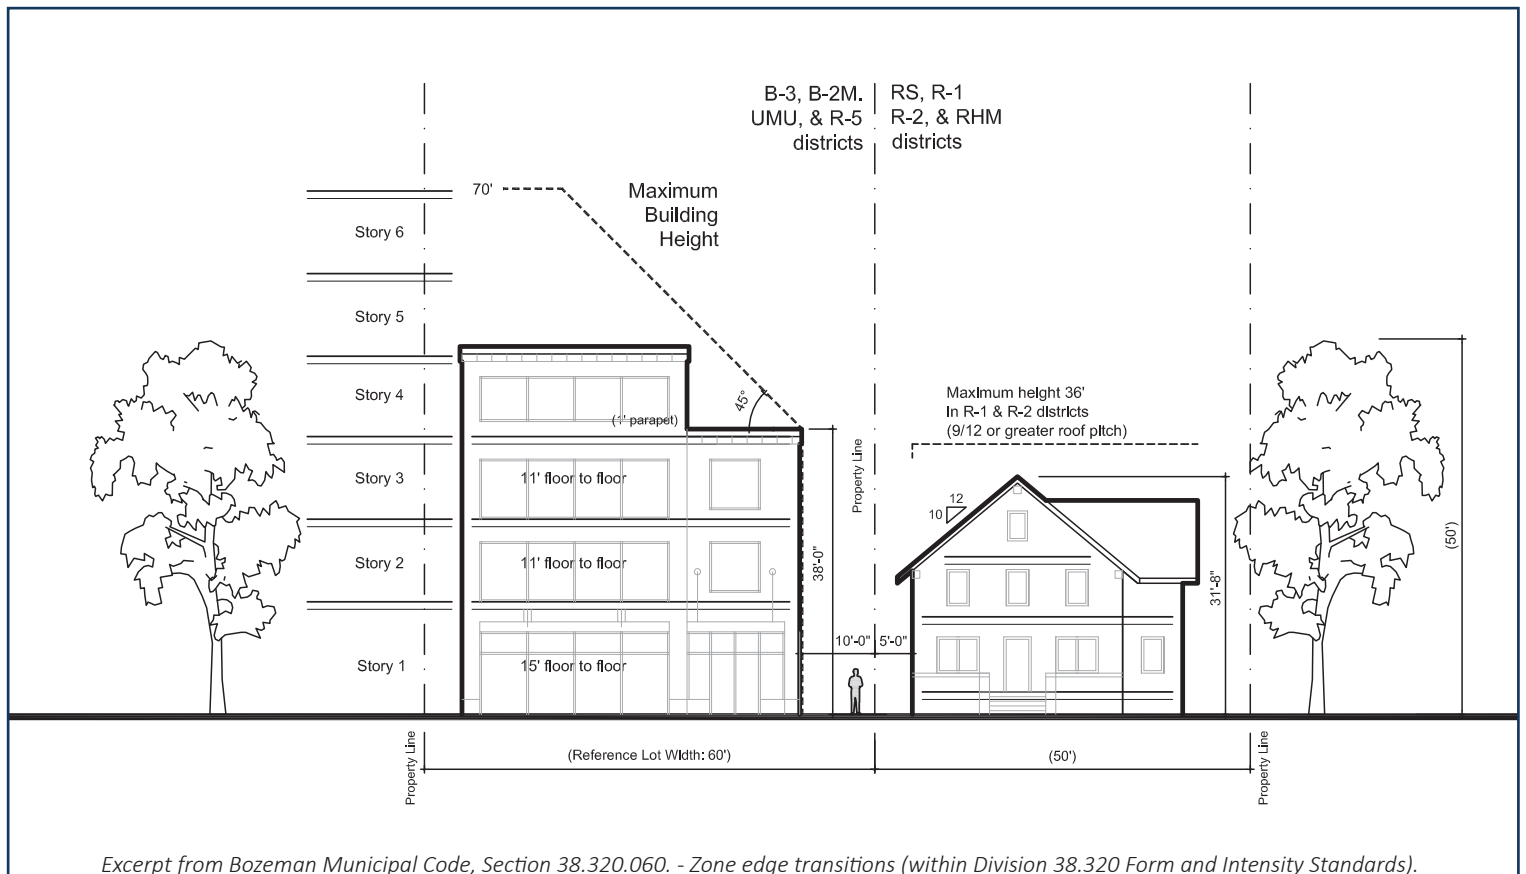 B-3, B-2M.
UMU, & R-5
districts
RS, R-1
R-2, & RHM
districts
70'
Maximum
Building
Height
Story 6
Story 5
Story 4
Story 3
Story 2
Story 1
45°
(1' parapet)
11' floor to floor
11' floor to floor
15' floor to floor
38'-0"
Property Line
Maximum height 36'
in R-1 & R-2 districts
(9/12 or greater roof pitch)
12
10
31'-8"
(50')
10'-0"
5'-0"
Property Line
(Reference Lot Width: 60')
(50')
Property Line
Excerpt from Bozeman Municipal Code, Section 38.320.060. - Zone edge transitions (within Division 38.320 Form and Intensity Standards).